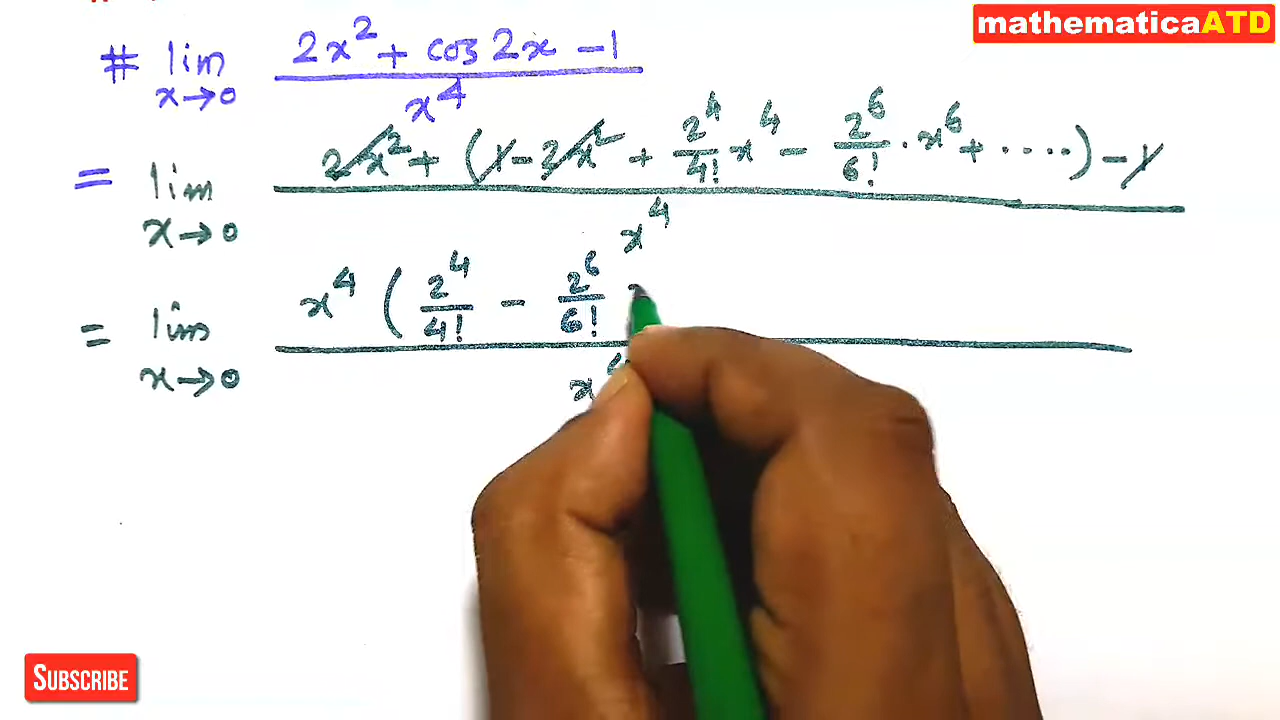 mathematicaATD
# lim x→0 (2x² + cos 2x − 1) / x⁴
= lim x→0 (2x² + (1 − 2x² + 2⁴/4! x⁴ − 2⁶/6! · x⁶ + ....) − 1) / x⁴
= lim x→0 x⁴ ( 2⁴/4! − 2⁶/6! / x
SUBSCRIBE